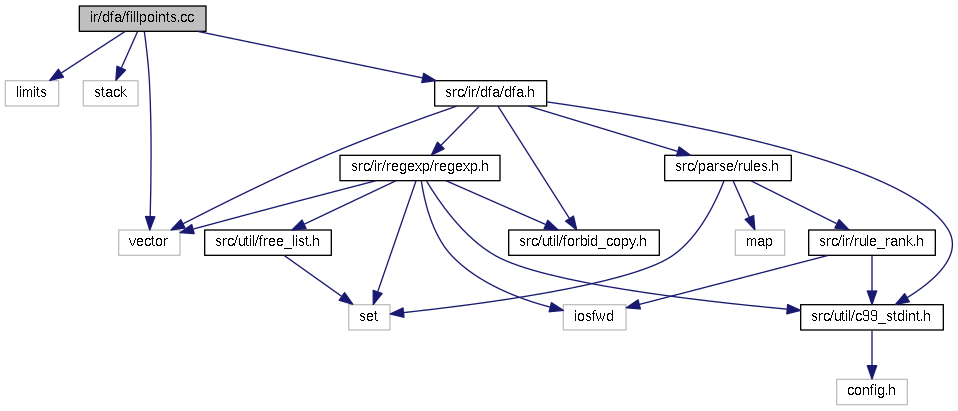 ir/dfa/fillpoints.cc
limits
stack
src/ir/dfa/dfa.h
src/ir/regexp/regexp.h
src/parse/rules.h
vector
src/util/free_list.h
src/util/forbid_copy.h
map
src/ir/rule_rank.h
set
iosfwd
src/util/c99_stdint.h
config.h